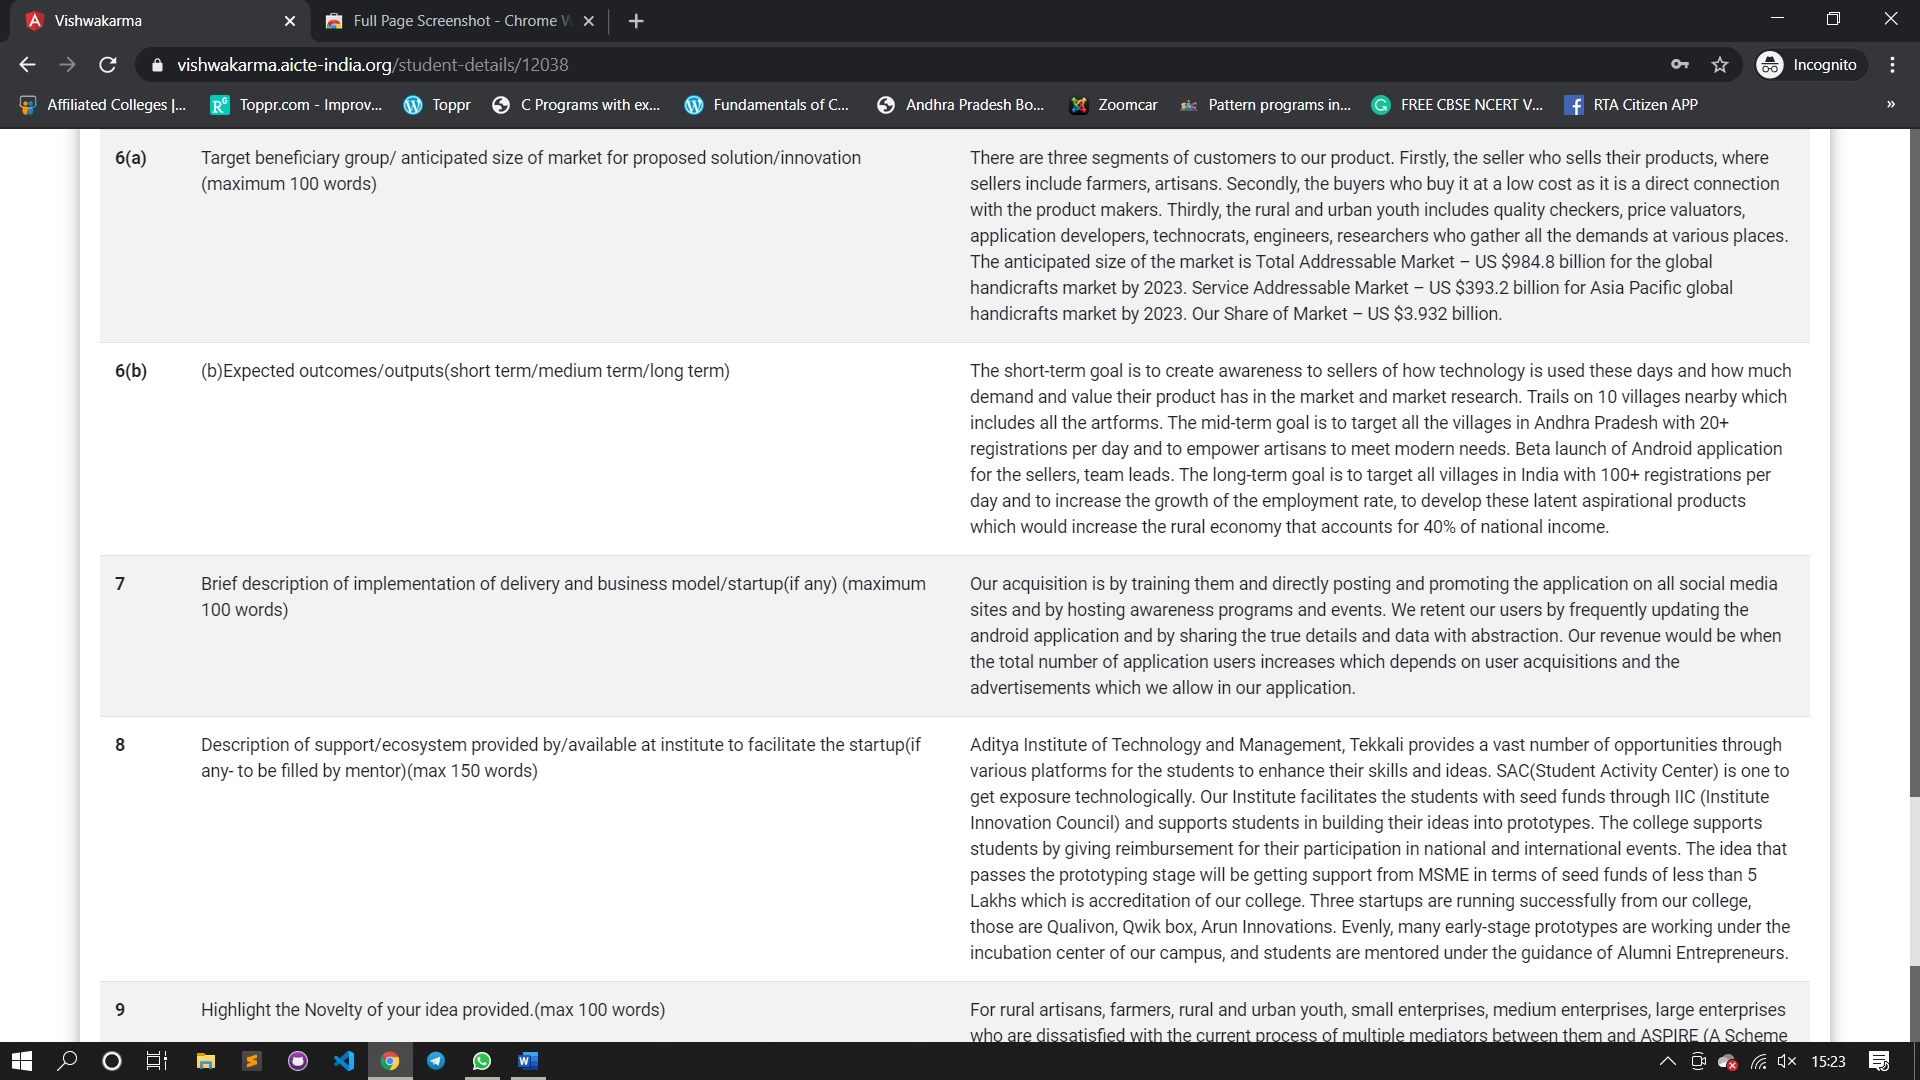 Vishwakarma
Full Page Screenshot - Chrome W
vishwakarma.aicte-india.org/student-details/12038
Incognito
Affiliated Colleges |...
Toppr.com - Improv...
Toppr
C Programs with ex...
Fundamentals of C...
Andhra Pradesh Bo...
Zoomcar
Pattern programs in...
FREE CBSE NCERT V...
RTA Citizen APP
»
6(a)
Target beneficiary group/ anticipated size of market for proposed solution/innovation
(maximum 100 words)
There are three segments of customers to our product. Firstly, the seller who sells their products, where
sellers include farmers, artisans. Secondly, the buyers who buy it at a low cost as it is a direct connection
with the product makers. Thirdly, the rural and urban youth includes quality checkers, price valuators,
application developers, technocrats, engineers, researchers who gather all the demands at various places.
The anticipated size of the market is Total Addressable Market – US $984.8 billion for the global
handicrafts market by 2023. Service Addressable Market – US $393.2 billion for Asia Pacific global
handicrafts market by 2023. Our Share of Market – US $3.932 billion.
6(b)
(b)Expected outcomes/outputs(short term/medium term/long term)
The short-term goal is to create awareness to sellers of how technology is used these days and how much
demand and value their product has in the market and market research. Trails on 10 villages nearby which
includes all the artforms. The mid-term goal is to target all the villages in Andhra Pradesh with 20+
registrations per day and to empower artisans to meet modern needs. Beta launch of Android application
for the sellers, team leads. The long-term goal is to target all villages in India with 100+ registrations per
day and to increase the growth of the employment rate, to develop these latent aspirational products
which would increase the rural economy that accounts for 40% of national income.
7
Brief description of implementation of delivery and business model/startup(if any) (maximum
100 words)
Our acquisition is by training them and directly posting and promoting the application on all social media
sites and by hosting awareness programs and events. We retent our users by frequently updating the
android application and by sharing the true details and data with abstraction. Our revenue would be when
the total number of application users increases which depends on user acquisitions and the
advertisements which we allow in our application.
8
Description of support/ecosystem provided by/available at institute to facilitate the startup(if
any- to be filled by mentor)(max 150 words)
Aditya Institute of Technology and Management, Tekkali provides a vast number of opportunities through
various platforms for the students to enhance their skills and ideas. SAC(Student Activity Center) is one to
get exposure technologically. Our Institute facilitates the students with seed funds through IIC (Institute
Innovation Council) and supports students in building their ideas into prototypes. The college supports
students by giving reimbursement for their participation in national and international events. The idea that
passes the prototyping stage will be getting support from MSME in terms of seed funds of less than 5
Lakhs which is accreditation of our college. Three startups are running successfully from our college,
those are Qualivon, Qwik box, Arun Innovations. Evenly, many early-stage prototypes are working under the
incubation center of our campus, and students are mentored under the guidance of Alumni Entrepreneurs.
9
Highlight the Novelty of your idea provided.(max 100 words)
For rural artisans, farmers, rural and urban youth, small enterprises, medium enterprises, large enterprises
who are dissatisfied with the current process of multiple mediators between them and ASPIRE (A Scheme
15:23